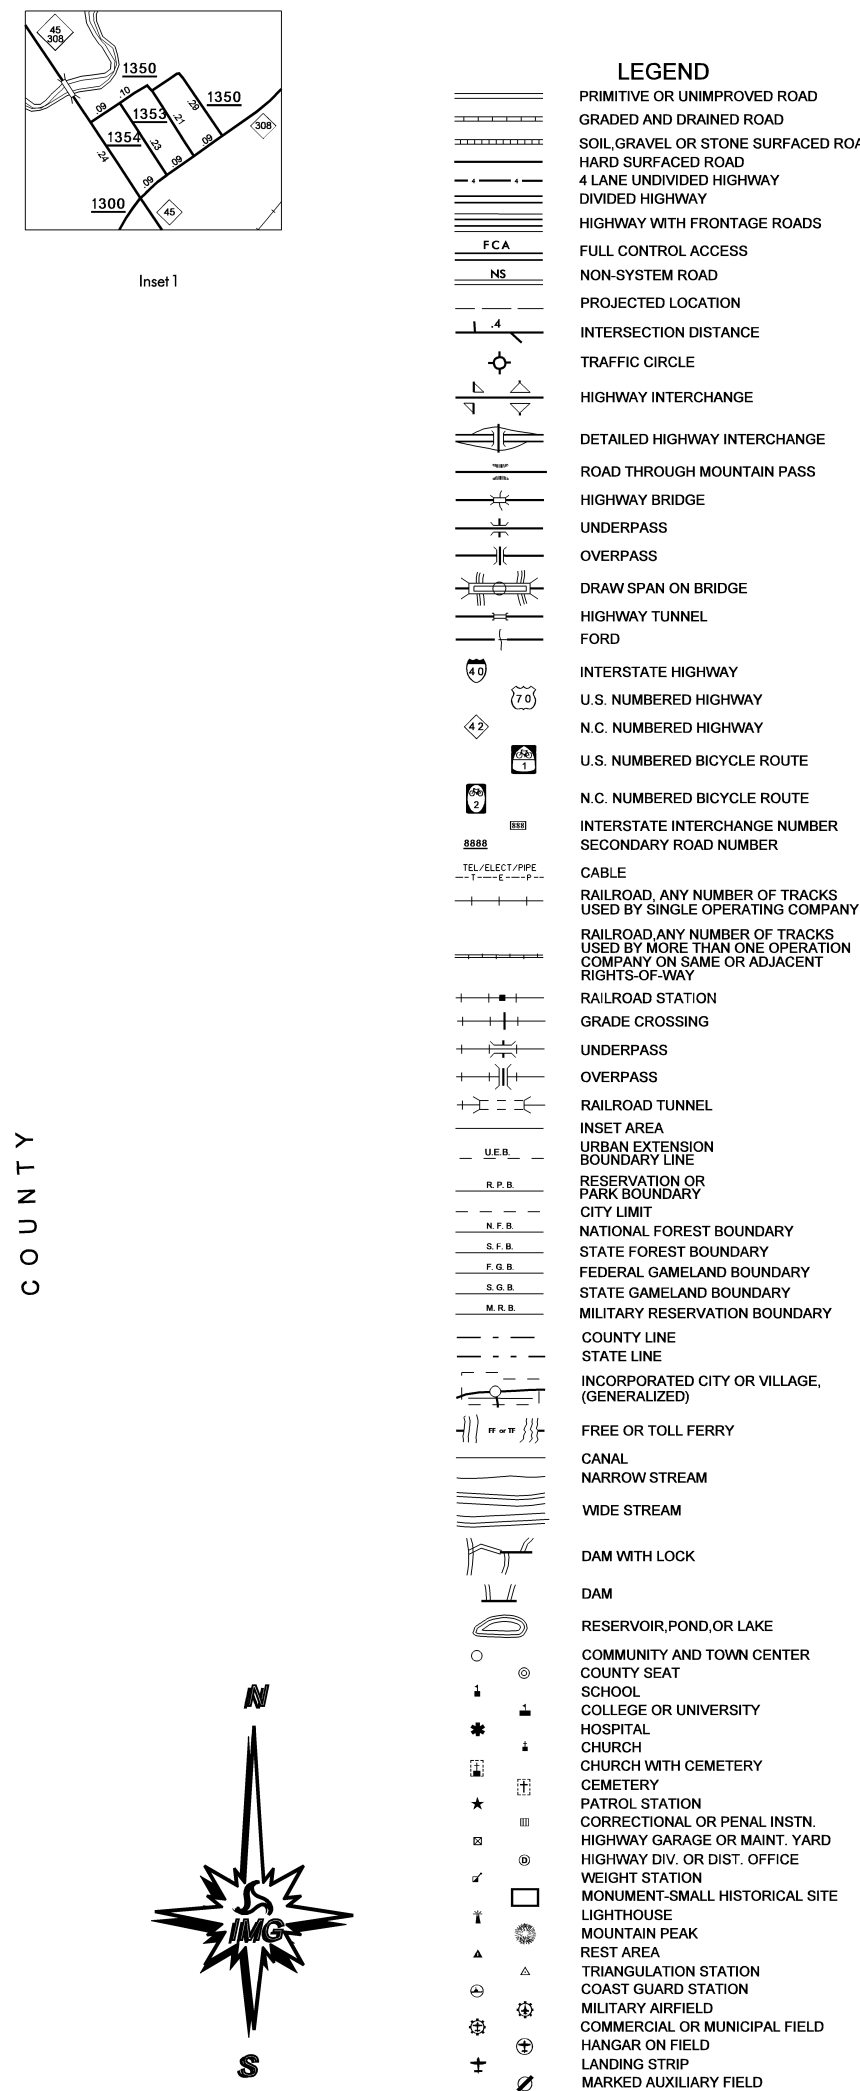 45
308
1350
.09
.10
.29
1350
1353
.21
1354
.23
.24
.09
308
.09
.09
1300
45
Inset 1
LEGEND
PRIMITIVE OR UNIMPROVED ROAD
GRADED AND DRAINED ROAD
SOIL,GRAVEL OR STONE SURFACED ROA
HARD SURFACED ROAD
4 4 4 LANE UNDIVIDED HIGHWAY
DIVIDED HIGHWAY
HIGHWAY WITH FRONTAGE ROADS
FCA FULL CONTROL ACCESS
NS NON-SYSTEM ROAD
PROJECTED LOCATION
.4 INTERSECTION DISTANCE
TRAFFIC CIRCLE
HIGHWAY INTERCHANGE
DETAILED HIGHWAY INTERCHANGE
ROAD THROUGH MOUNTAIN PASS
HIGHWAY BRIDGE
UNDERPASS
OVERPASS
DRAW SPAN ON BRIDGE
HIGHWAY TUNNEL
FORD
40 INTERSTATE HIGHWAY
70 U.S. NUMBERED HIGHWAY
42 N.C. NUMBERED HIGHWAY
1 U.S. NUMBERED BICYCLE ROUTE
2 N.C. NUMBERED BICYCLE ROUTE
888 INTERSTATE INTERCHANGE NUMBER
8888 SECONDARY ROAD NUMBER
TEL/ELECT/PIPE
--T---E---P-- CABLE
RAILROAD, ANY NUMBER OF TRACKS
USED BY SINGLE OPERATING COMPANY
RAILROAD,ANY NUMBER OF TRACKS
USED BY MORE THAN ONE OPERATION
COMPANY ON SAME OR ADJACENT
RIGHTS-OF-WAY
RAILROAD STATION
GRADE CROSSING
UNDERPASS
OVERPASS
RAILROAD TUNNEL
INSET AREA
U.E.B. URBAN EXTENSION
BOUNDARY LINE
R. P. B. RESERVATION OR
PARK BOUNDARY
CITY LIMIT
N. F. B. NATIONAL FOREST BOUNDARY
S. F. B. STATE FOREST BOUNDARY
F. G. B. FEDERAL GAMELAND BOUNDARY
S. G. B. STATE GAMELAND BOUNDARY
M. R. B. MILITARY RESERVATION BOUNDARY
COUNTY LINE
STATE LINE
INCORPORATED CITY OR VILLAGE,
(GENERALIZED)
FF or TF FREE OR TOLL FERRY
CANAL
NARROW STREAM
WIDE STREAM
DAM WITH LOCK
DAM
RESERVOIR,POND,OR LAKE
COMMUNITY AND TOWN CENTER
COUNTY SEAT
SCHOOL
COLLEGE OR UNIVERSITY
HOSPITAL
CHURCH
CHURCH WITH CEMETERY
CEMETERY
PATROL STATION
CORRECTIONAL OR PENAL INSTN.
HIGHWAY GARAGE OR MAINT. YARD
D HIGHWAY DIV. OR DIST. OFFICE
WEIGHT STATION
MONUMENT-SMALL HISTORICAL SITE
LIGHTHOUSE
MOUNTAIN PEAK
REST AREA
TRIANGULATION STATION
COAST GUARD STATION
MILITARY AIRFIELD
COMMERCIAL OR MUNICIPAL FIELD
HANGAR ON FIELD
LANDING STRIP
MARKED AUXILIARY FIELD
COUNTY
N
IMG
S